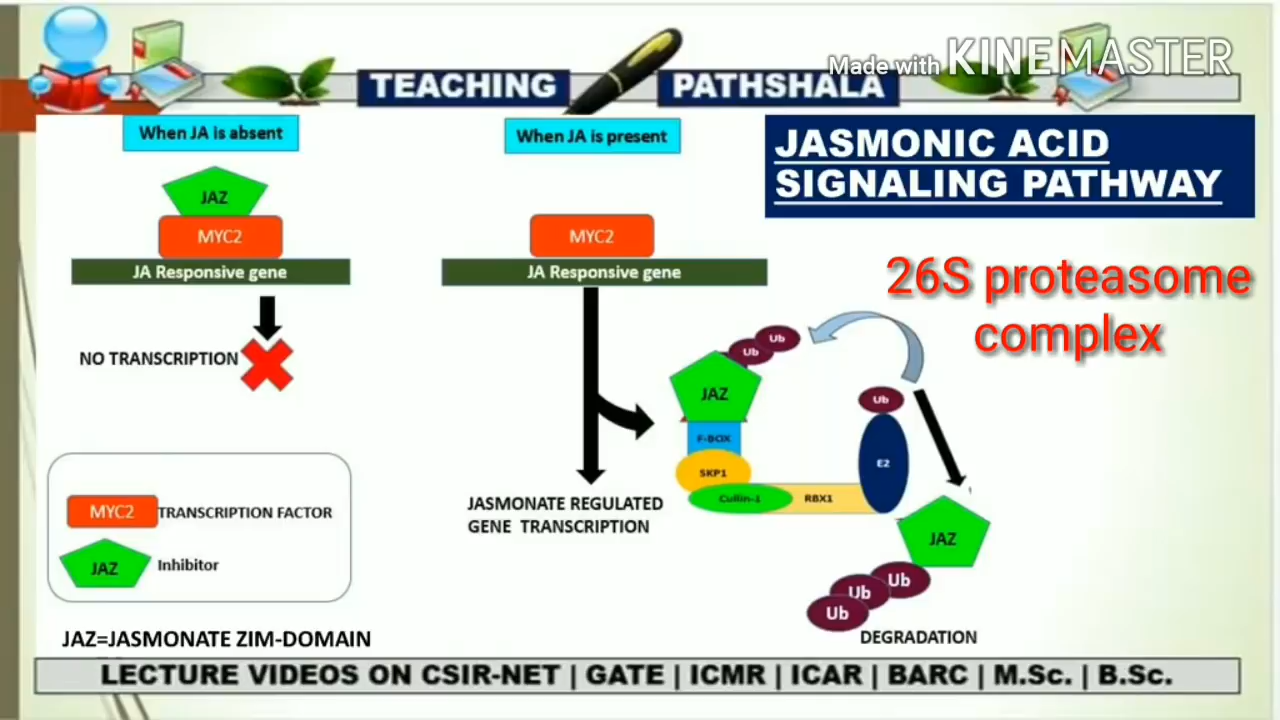 Made with KINEMASTER
TEACHING PATHSHALA
When JA is absent
JAZ
MYC2
JA Responsive gene
NO TRANSCRIPTION
MYC2 TRANSCRIPTION FACTOR
JAZ Inhibitor
JAZ=JASMONATE ZIM-DOMAIN
When JA is present
MYC2
JA Responsive gene
JASMONATE REGULATED
GENE TRANSCRIPTION
JASMONIC ACID
SIGNALING PATHWAY
26S proteasome
complex
Ub
Ub
JAZ
F-BOX
SKP1
Cullin-1
RBX1
Ub
E2
JAZ
Ub
Ub
Ub
DEGRADATION
LECTURE VIDEOS ON CSIR-NET | GATE | ICMR | ICAR | BARC | M.Sc. | B.Sc.